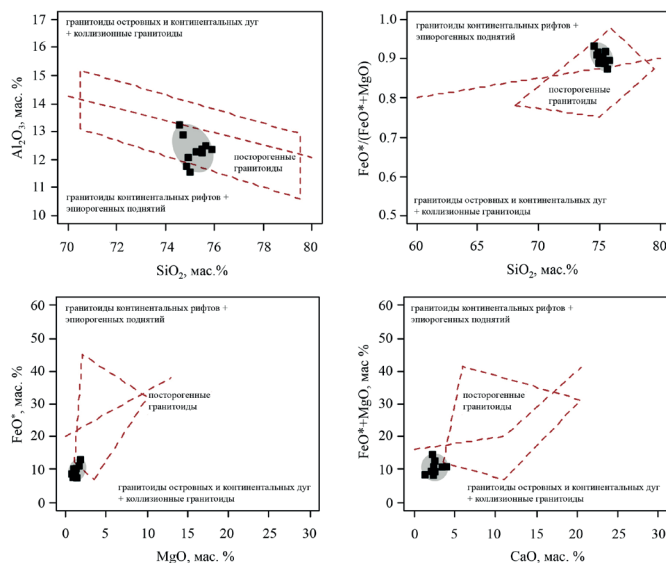 гранитоиды островных и континентальных дуг
+ коллизионные гранитоиды
17
16
15
14
13
12
11
10
Al₂O₃, мас. %
посторогенные
гранитоиды
гранитоиды континентальных рифтов +
эпиорогенных поднятий
70 72 74 76 78 80
SiO₂, мас.%
гранитоиды континентальных рифтов +
эпиорогенных поднятий
1.0
0.9
0.8
0.7
0.6
0.5
FeO*/(FeO*+MgO)
посторогенные
гранитоиды
гранитоиды островных и континентальных дуг
+ коллизионные гранитоиды
60 70 75 80
SiO₂, мас.%
гранитоиды континентальных рифтов +
эпиорогенных поднятий
60
50
40
30
20
10
0
FeO*, мас. %
посторогенные
гранитоиды
гранитоиды островных и континентальных дуг
+ коллизионные гранитоиды
0 5 10 15 20 25 30
MgO, мас. %
гранитоиды континентальных рифтов +
эпиорогенных поднятий
60
50
40
30
20
10
0
FeO*+MgO, мас %
посторогенные
гранитоиды
гранитоиды островных и континентальных дуг
+ коллизионные гранитоиды
0 5 10 15 20 25 30
CaO, мас. %